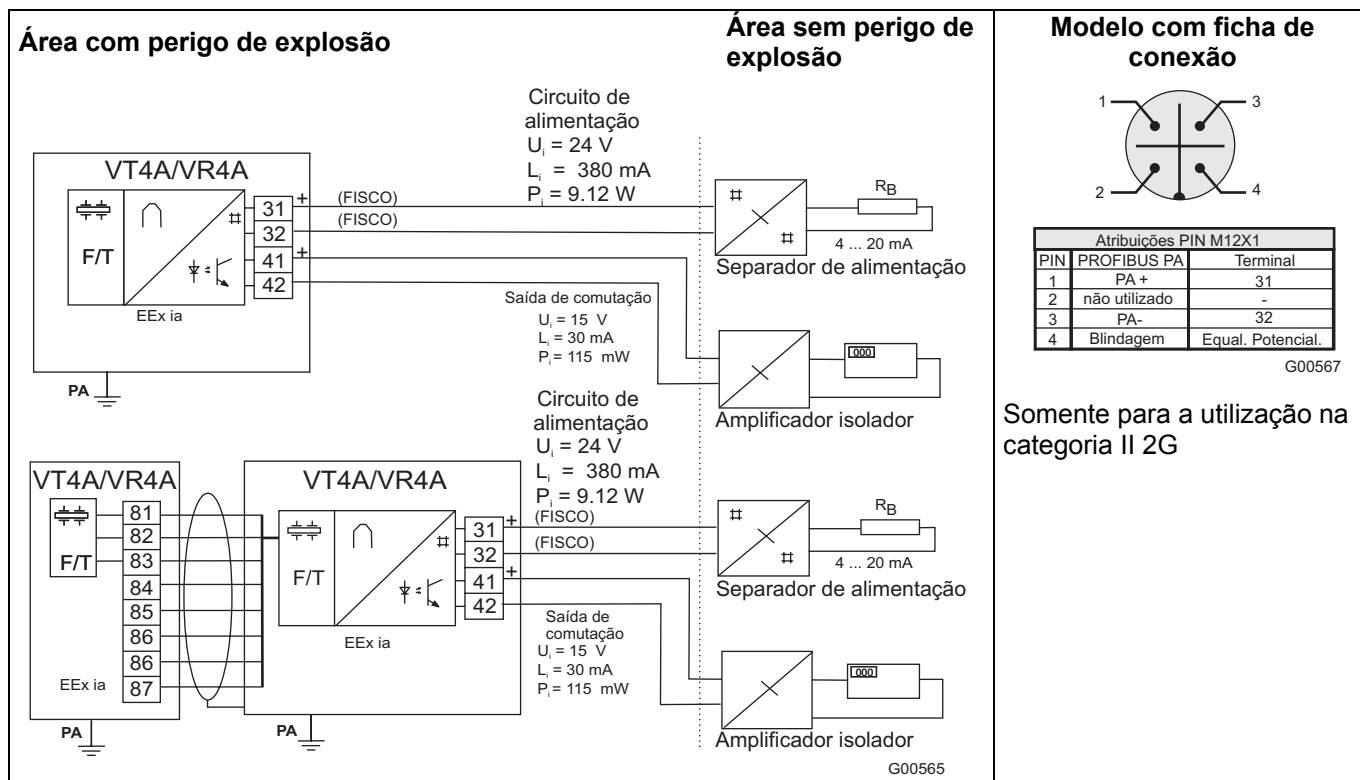 Área com perigo de explosão
Área sem perigo de
explosão
Circuito de
alimentação
Ui = 24 V
Li = 380 mA
Pi = 9.12 W
VT4A/VR4A
F/T
EEx ia
31 + (FISCO)
32 (FISCO)
41 +
42
PA
RB
4 ... 20 mA
Separador de alimentação
Saída de comutação
Ui = 15 V
Li = 30 mA
Pi = 115 mW
000
Amplificador isolador
Circuito de
alimentação
Ui = 24 V
Li = 380 mA
Pi = 9.12 W
VT4A/VR4A
F/T
81
82
83
84
85
86
86
87
EEx ia
PA
VT4A/VR4A
F/T
EEx ia
31 + (FISCO)
32 (FISCO)
41 +
42
PA
RB
4 ... 20 mA
Separador de alimentação
Saída de
comutação
Ui = 15 V
Li = 30 mA
Pi = 115 mW
000
Amplificador isolador
G00565
Modelo com ficha de
conexão
1 3
2 4
Atribuições PIN M12X1
PIN PROFIBUS PA Terminal
1 PA + 31
2 não utilizado -
3 PA- 32
4 Blindagem Equal. Potencial.
G00567
Somente para a utilização na
categoria II 2G